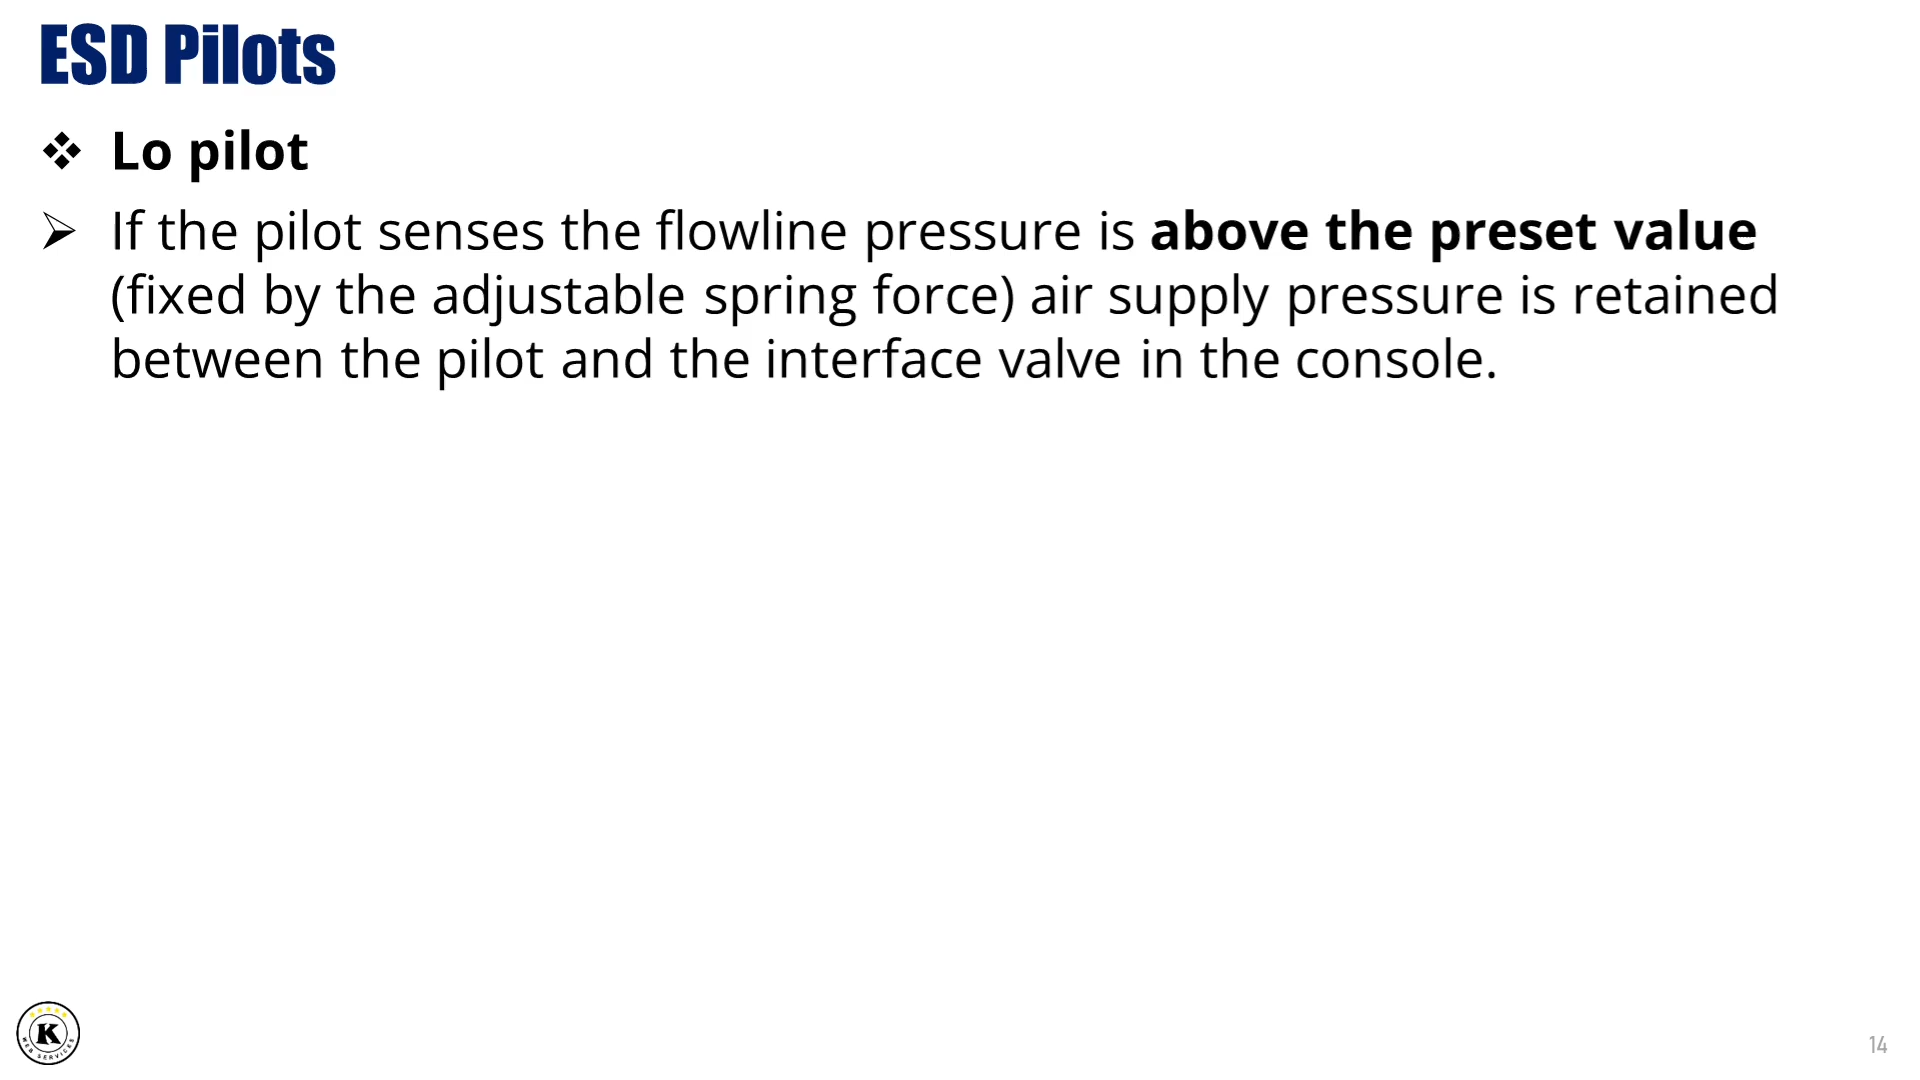 ESD Pilots
❖ Lo pilot
➢ If the pilot senses the flowline pressure is above the preset value
(fixed by the adjustable spring force) air supply pressure is retained
between the pilot and the interface valve in the console.
K
WEB SERVICES
14